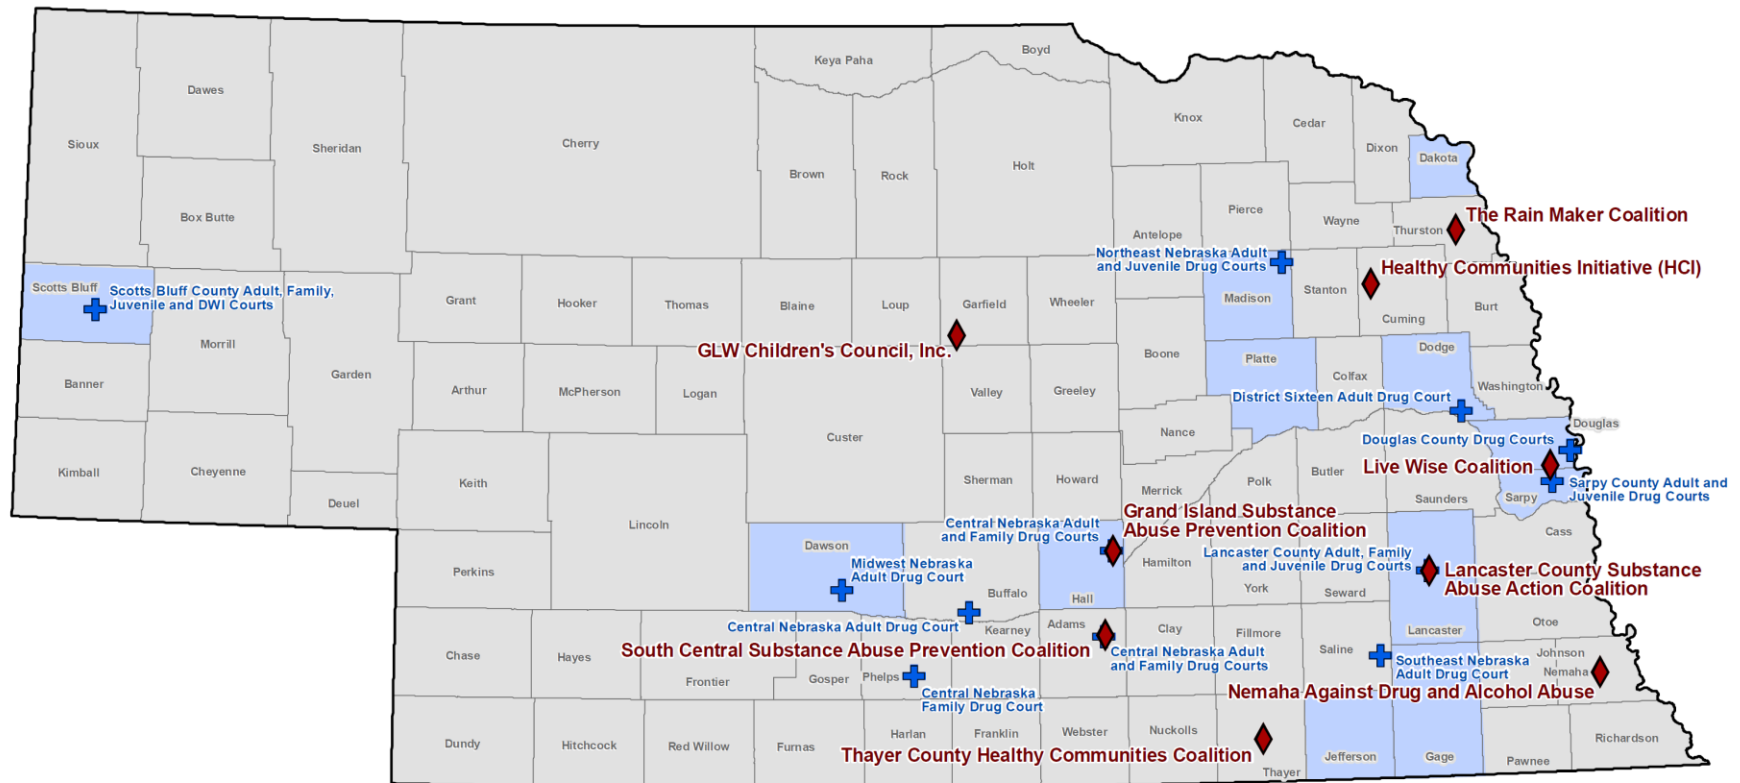 Boyd
Keya Paha
Dawes
Knox
Cedar
Sioux
Sheridan
Cherry
Dixon
Dakota
Brown
Rock
Holt
Box Butte
Pierce
Wayne
Thurston
The Rain Maker Coalition
Antelope
Northeast Nebraska Adult
and Juvenile Drug Courts
Healthy Communities Initiative (HCI)
Scotts Bluff
Scotts Bluff County Adult, Family,
Juvenile and DWI Courts
Grant
Hooker
Thomas
Blaine
Loup
Garfield
Wheeler
Madison
Stanton
Cuming
Burt
Morrill
GLW Children's Council, Inc.
Boone
Platte
Colfax
Dodge
Washington
Banner
Garden
Arthur
McPherson
Logan
Valley
Greeley
District Sixteen Adult Drug Court
Custer
Nance
Douglas
Douglas County Drug Courts
Live Wise Coalition
Kimball
Cheyenne
Deuel
Keith
Sherman
Howard
Merrick
Polk
Butler
Saunders
Sarpy
Sarpy County Adult and
Juvenile Drug Courts
Lincoln
Grand Island Substance
Abuse Prevention Coalition
Central Nebraska Adult
and Family Drug Courts
Cass
Dawson
Midwest Nebraska
Adult Drug Court
Lancaster County Adult, Family
and Juvenile Drug Courts
Lancaster County Substance
Abuse Action Coalition
Perkins
Hamilton
York
Seward
Buffalo
Hall
Central Nebraska Adult Drug Court
Kearney
Adams
Clay
Fillmore
Lancaster
Otoe
South Central Substance Abuse Prevention Coalition
Central Nebraska Adult
and Family Drug Courts
Saline
Southeast Nebraska
Adult Drug Court
Johnson
Nemaha
Chase
Hayes
Frontier
Gosper
Phelps
Central Nebraska
Family Drug Court
Nemaha Against Drug and Alcohol Abuse
Dundy
Hitchcock
Red Willow
Furnas
Harlan
Franklin
Webster
Nuckolls
Thayer County Healthy Communities Coalition
Thayer
Jefferson
Gage
Pawnee
Richardson